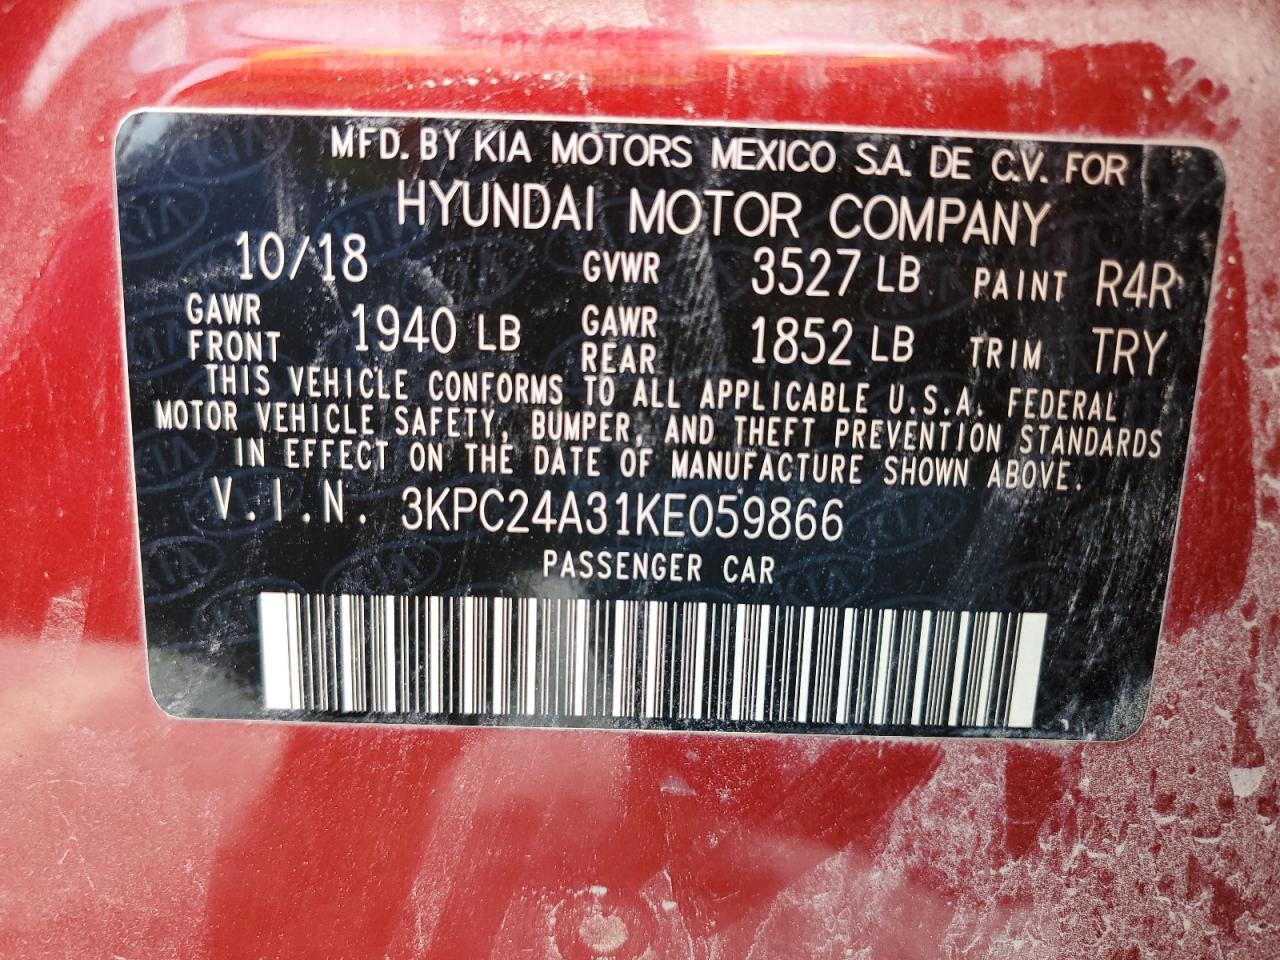 MFD. BY KIA MOTORS MEXICO S.A. DE C.V. FOR
HYUNDAI MOTOR COMPANY
10/18 GVWR 3527 LB PAINT R4R
GAWR FRONT 1940 LB GAWR REAR 1852 LB TRIM TRY
THIS VEHICLE CONFORMS TO ALL APPLICABLE U.S.A. FEDERAL
MOTOR VEHICLE SAFETY, BUMPER, AND THEFT PREVENTION STANDARDS
IN EFFECT ON THE DATE OF MANUFACTURE SHOWN ABOVE.
V.I.N. 3KPC24A31KE059866
PASSENGER CAR